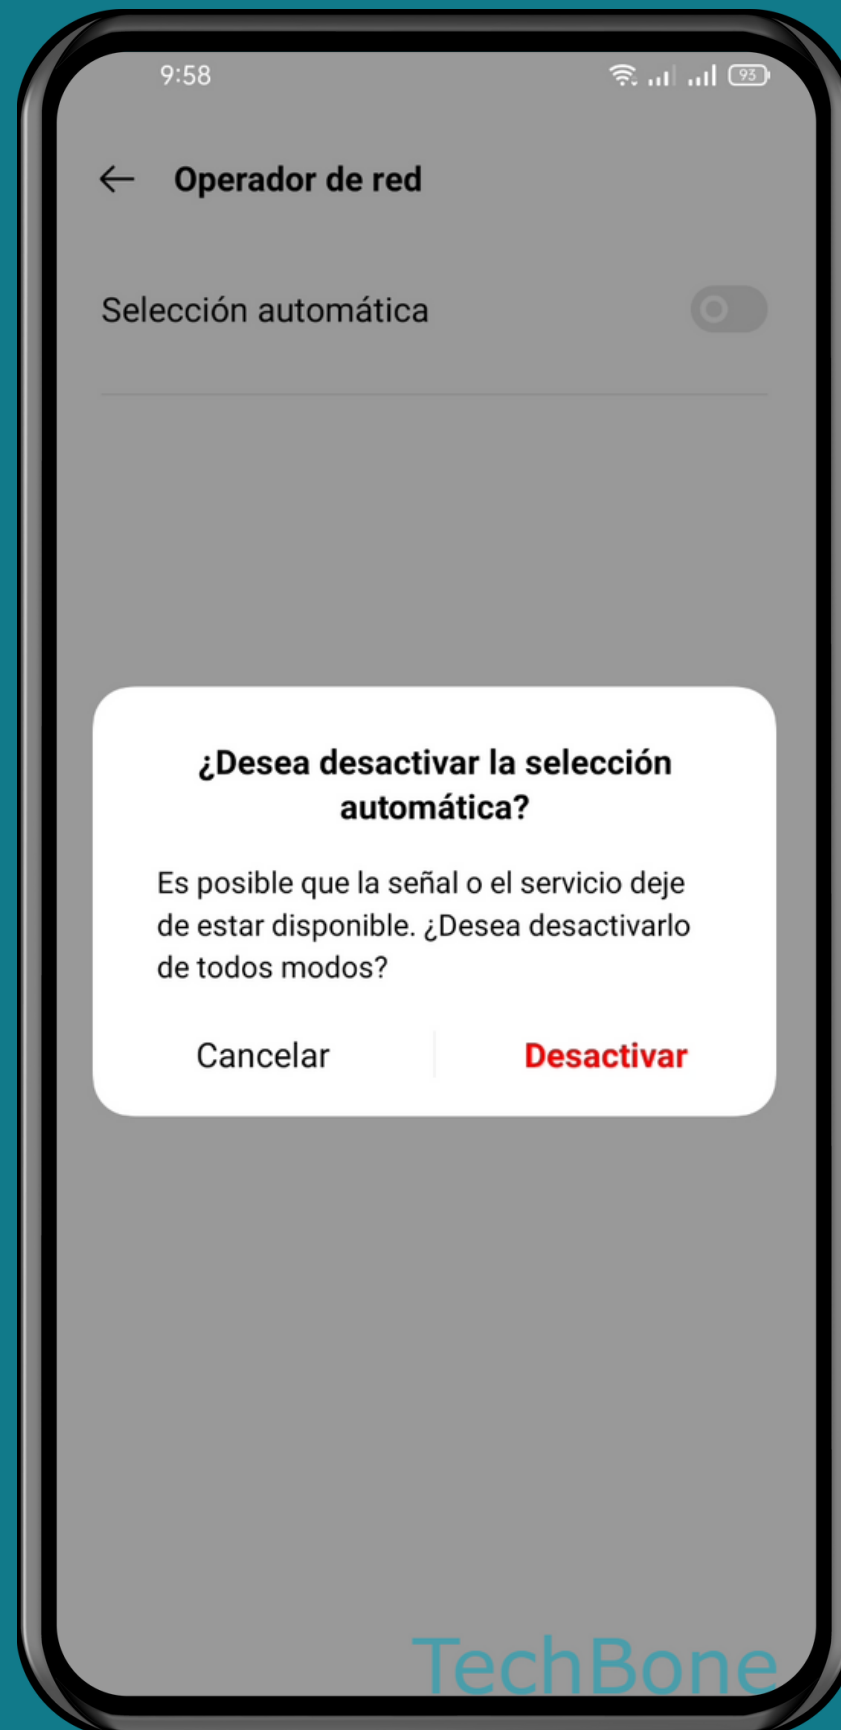 9:58
93
Operador de red
Selección automática
¿Desea desactivar la selección
automática?
Es posible que la señal o el servicio deje
de estar disponible. ¿Desea desactivarlo
de todos modos?
Cancelar
Desactivar
TechBone